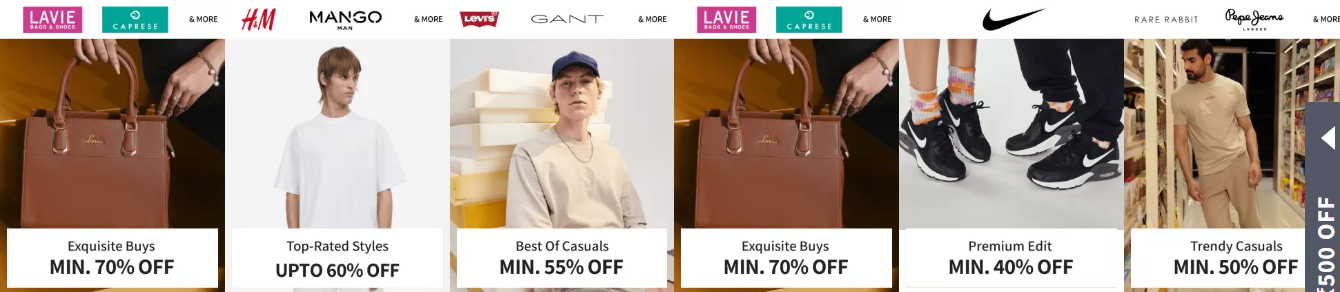 LAVIE
BAGS & SHOES
CAPRESE
& MORE
Lavie
Exquisite Buys
MIN. 70% OFF
H&M
MANGO
MAN
& MORE
Top-Rated Styles
UPTO 60% OFF
LEVI'S
GANT
& MORE
Best Of Casuals
MIN. 55% OFF
LAVIE
BAGS & SHOES
CAPRESE
& MORE
Lavie
Exquisite Buys
MIN. 70% OFF
Premium Edit
MIN. 40% OFF
RARE RABBIT
Pepe Jeans
LONDON
& MORE
Trendy Casuals
MIN. 50% OFF
₹500 OFF